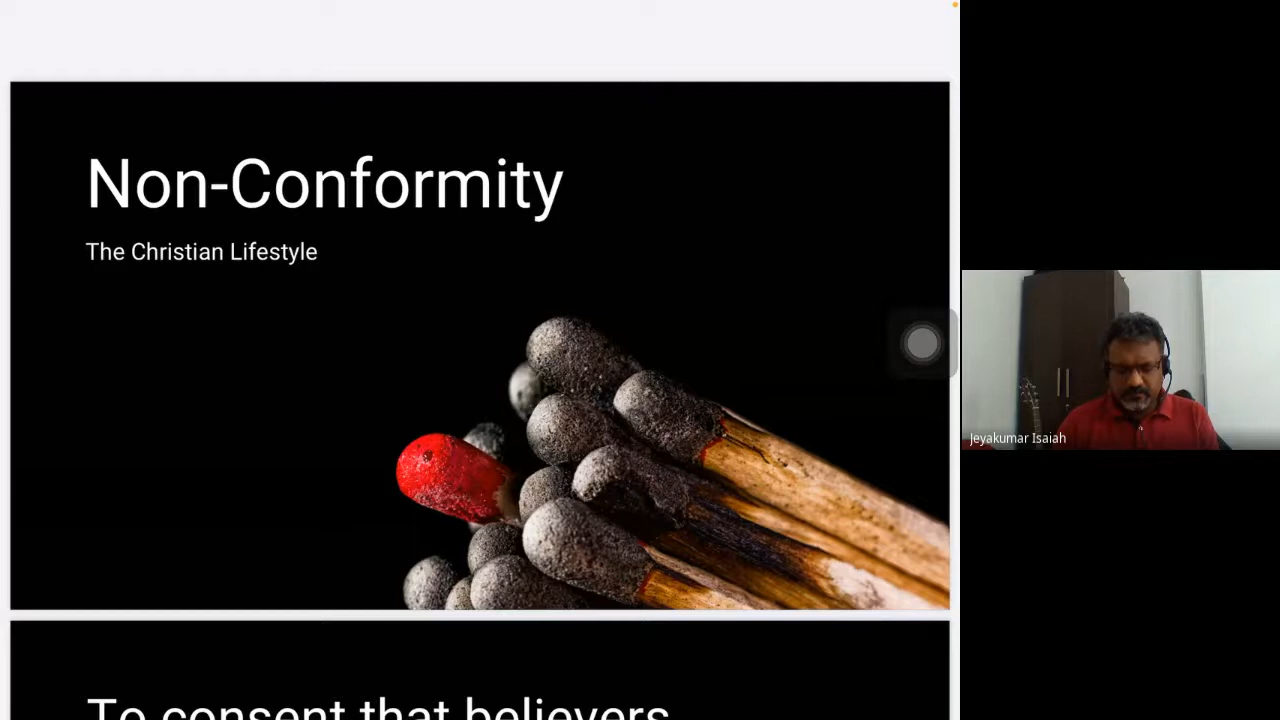 Non-Conformity
The Christian Lifestyle
To consent that believers
Jeyakumar Isaiah